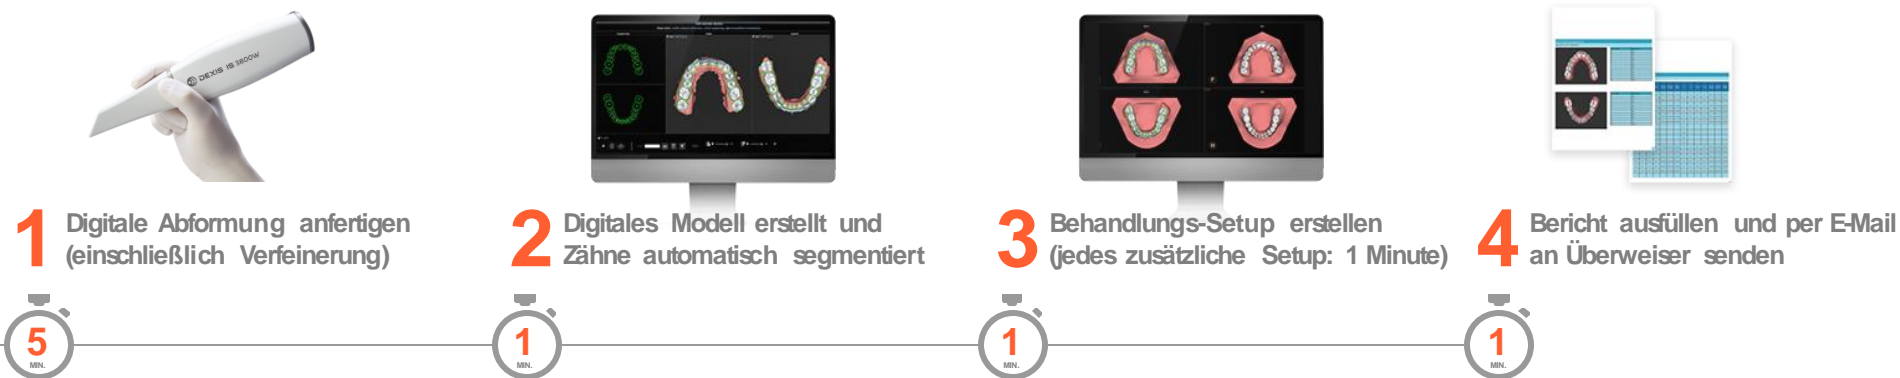 DEXIS IS 3800W
1
Digitale Abformung anfertigen
(einschließlich Verfeinerung)
5
MIN.
2
Digitales Modell erstellt und
Zähne automatisch segmentiert
1
MIN.
3
Behandlungs-Setup erstellen
(jedes zusätzliche Setup: 1 Minute)
1
MIN.
4
Bericht ausfüllen und per E-Mail
an Überweiser senden
1
MIN.